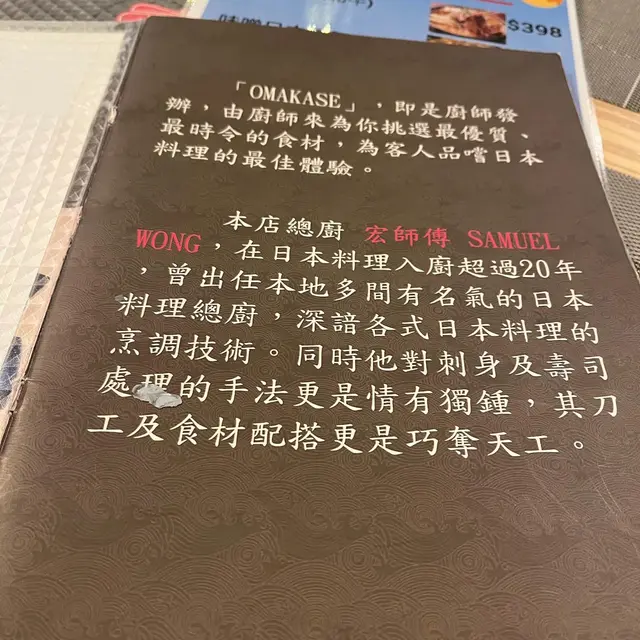 $398
「OMAKASE」，即是廚師發
辦，由廚師來為你挑選最優質、
最時令的食材，為客人品嚐日本
料理的最佳體驗。
本店總廚 宏師傅 SAMUEL
WONG，在日本料理入廚超過20年
，曾出任本地多間有名氣的日本
料理總廚，深諳各式日本料理的
烹調技術。同時他對刺身及壽司
處理的手法更是情有獨鍾，其刀
工及食材配搭更是巧奪天工。